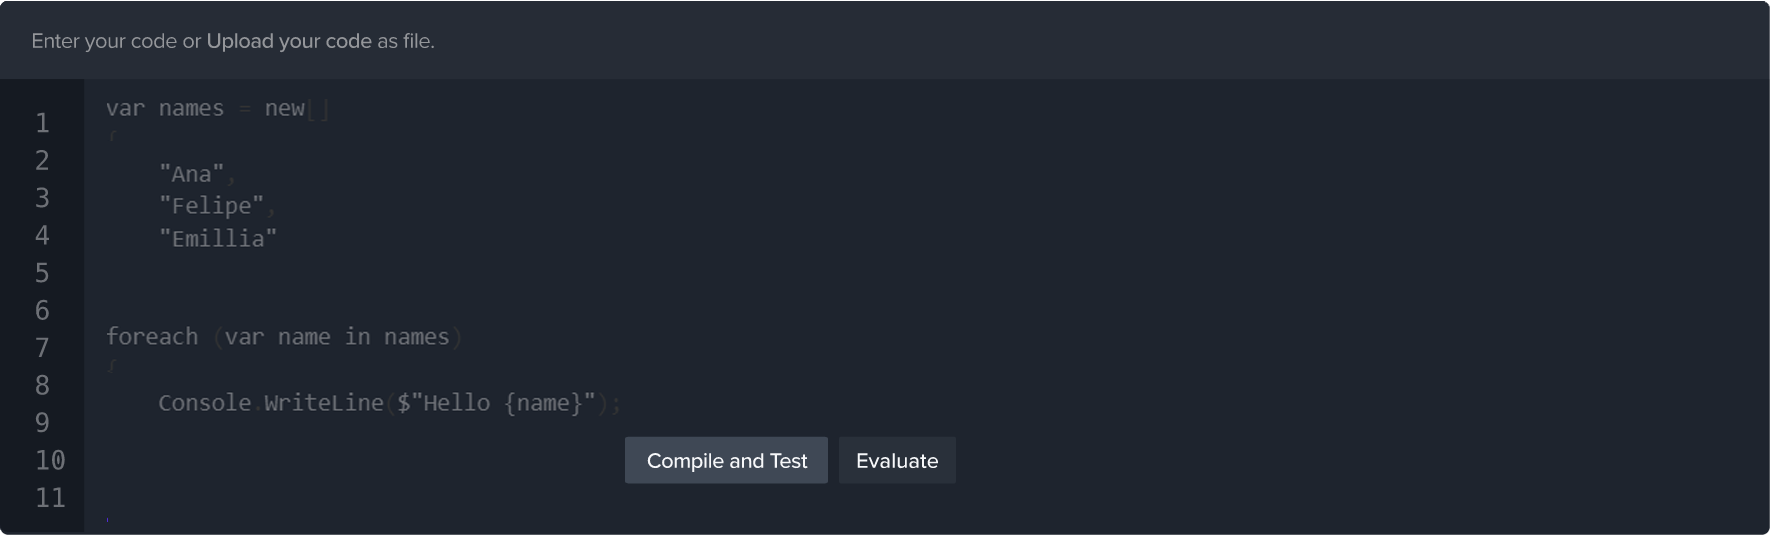 Enter your code or Upload your code as file.
1
2
3
4
5
6
7
8
9
10
11
var names = new[]
{
"Ana",
"Felipe",
"Emillia"
foreach (var name in names)
{
Console.WriteLine($"Hello {name}");
Compile and Test
Evaluate